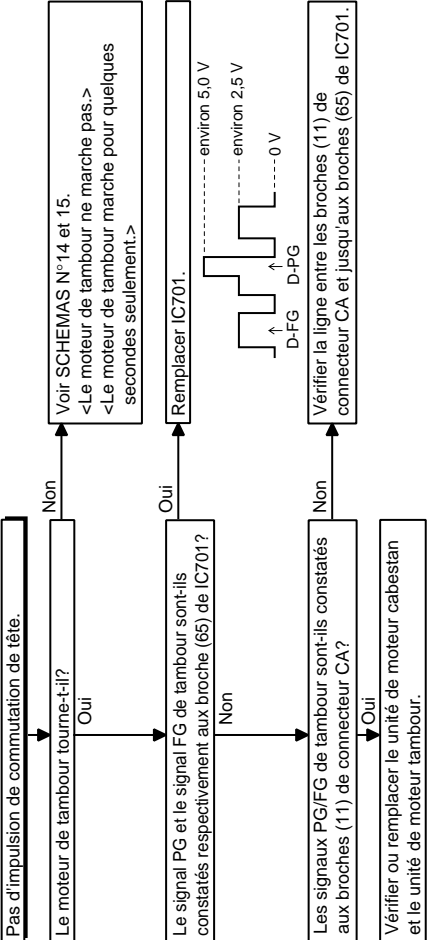 Pas d'impulsion de commutation de tête.
Le moteur de tambour tourne-t-il?
Non
Voir SCHEMAS N°14 et 15.
<Le moteur de tambour ne marche pas.>
<Le moteur de tambour marche pour quelques
secondes seulement.>
Oui
Le signal PG et le signal FG de tambour sont-ils
constatés respectivement aux broche (65) de IC701?
Oui
Remplacer IC701.
environ 5,0 V
environ 2,5 V
0 V
D-FG
D-PG
Non
Les signaux PG/FG de tambour sont-ils constatés
aux broches (11) de connecteur CA?
Non
Vérifier la ligne entre les broches (11) de
connecteur CA et jusqu'aux broches (65) de IC701.
Oui
Vérifier ou remplacer le unité de moteur cabestan
et le unité de moteur tambour.